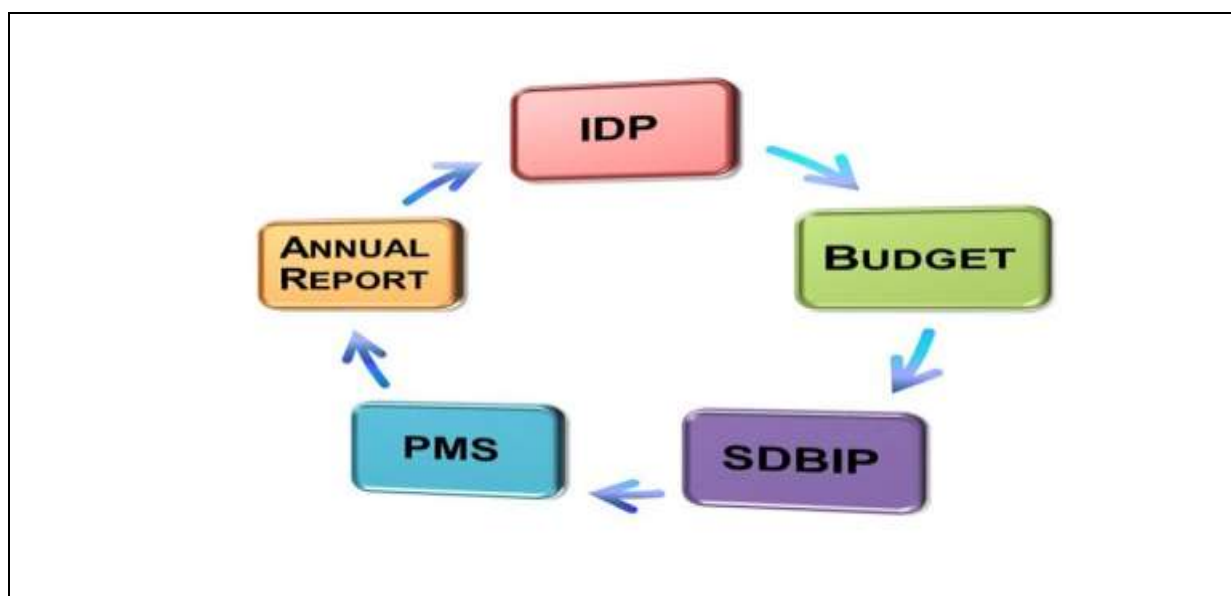 IDP
BUDGET
SDBIP
PMS
ANNUAL
REPORT